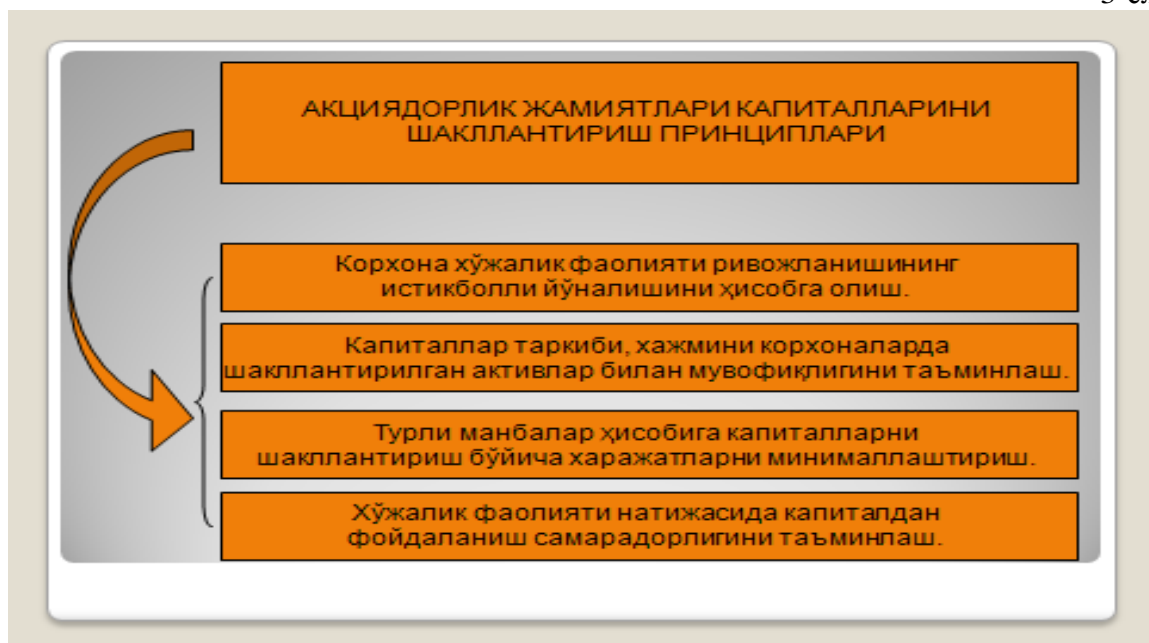 АКЦИЯДОРЛИК ЖАМИЯТЛАРИ КАПИТАЛЛАРИНИ
ШАКЛЛАНТИРИШ ПРИНЦИПЛАРИ
Корхона хўжалик фаолияти ривожланишининг
истикболли йўналишини ҳисобга олиш.
Капиталлар таркиби, хажмини корхоналарда
шакллантирилган активлар билан мувофиқлигини таъминлаш.
Турли манбалар ҳисобига капиталларни
шакллантириш бўйича харажатларни минималлаштириш.
Хўжалик фаолияти натижасида капиталдан
фойдаланиш самарадорлигини таъминлаш.